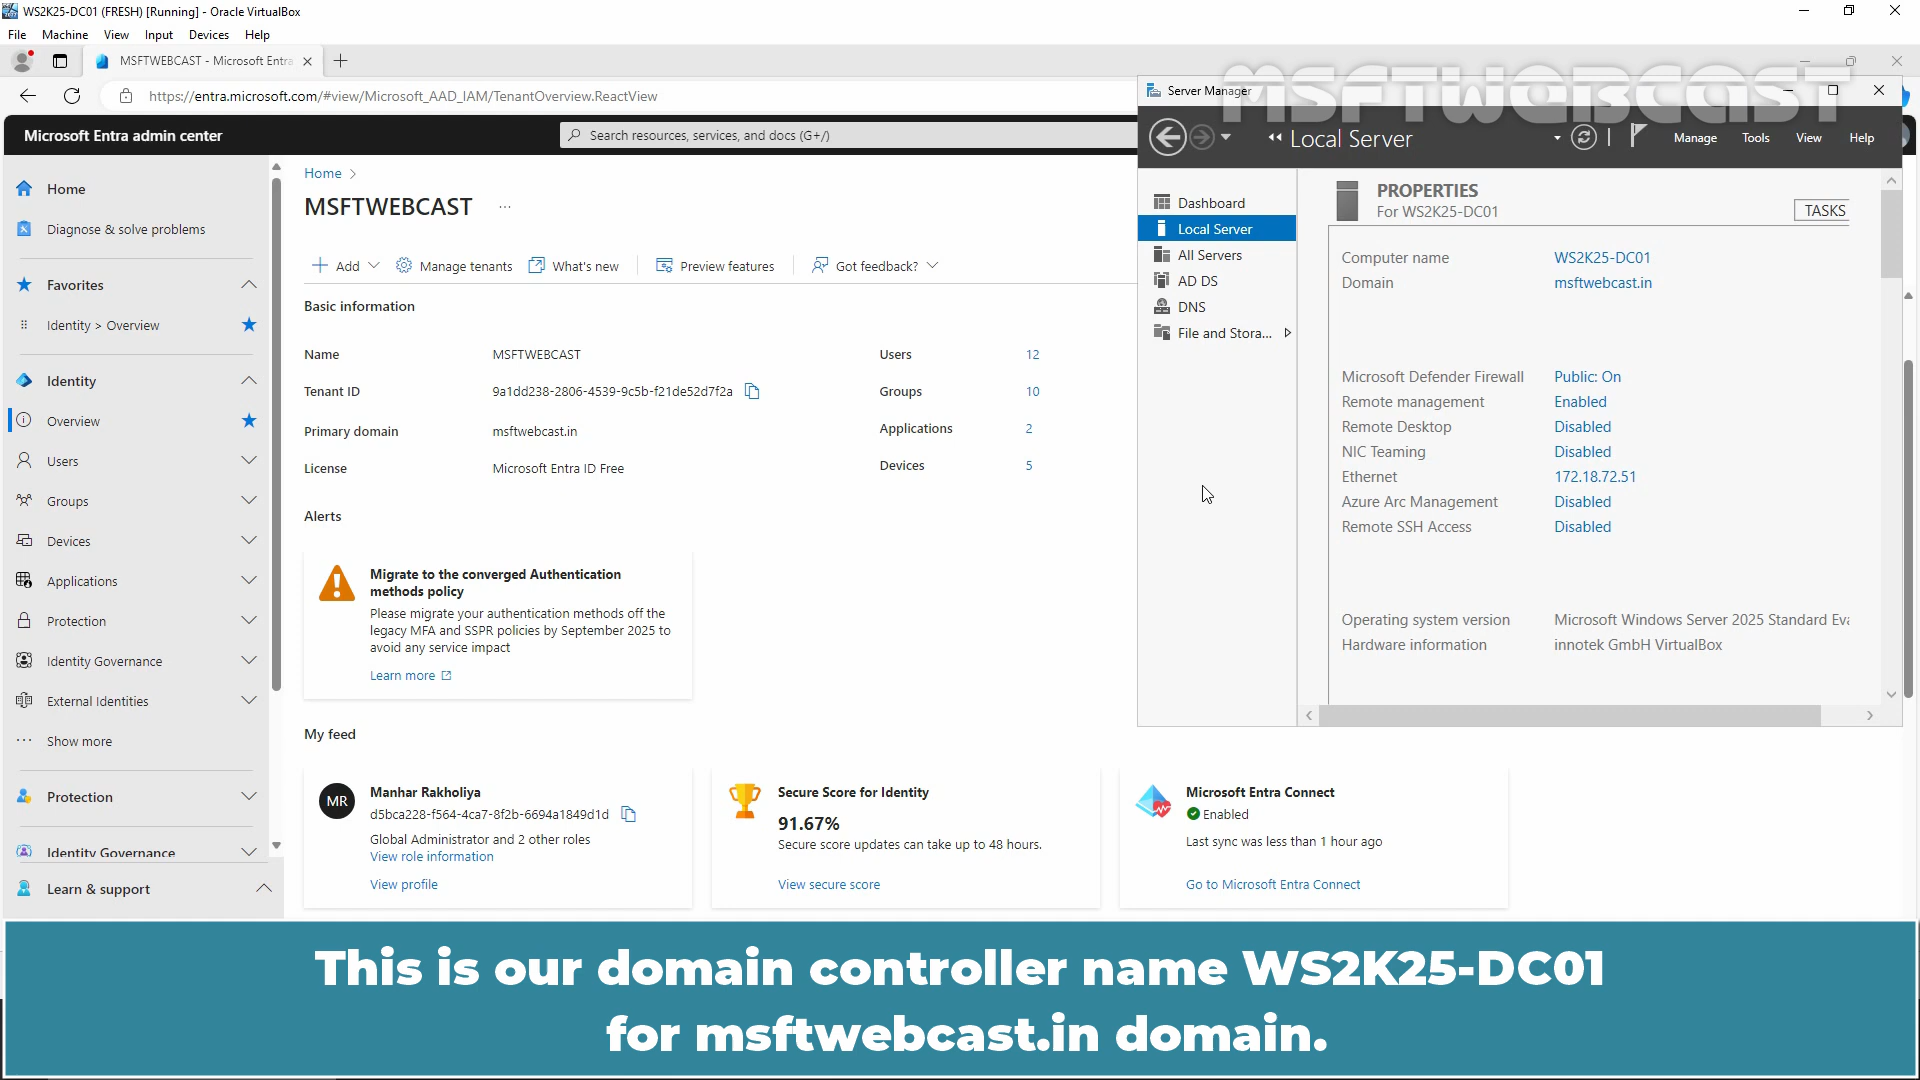 WS2K25-DC01 (FRESH) [Running] - Oracle VirtualBox
File Machine View Input Devices Help
MSFTWEBCAST - Microsoft Entra
https://entra.microsoft.com/#view/Microsoft_AAD_IAM/TenantOverview.ReactView
Microsoft Entra admin center
Search resources, services, and docs (G+/)
Home
Diagnose & solve problems
Favorites
Identity > Overview
Identity
Overview
Users
Groups
Devices
Applications
Protection
Identity Governance
External Identities
Show more
Protection
Identity Governance
Learn & support
Home >
MSFTWEBCAST ...
Add
Manage tenants
What's new
Preview features
Got feedback?
Basic information
Name MSFTWEBCAST
Tenant ID 9a1dd238-2806-4539-9c5b-f21de52d7f2a
Primary domain msftwebcast.in
License Microsoft Entra ID Free
Users 12
Groups 10
Applications 2
Devices 5
Alerts
Migrate to the converged Authentication
methods policy
Please migrate your authentication methods off the
legacy MFA and SSPR policies by September 2025 to
avoid any service impact
Learn more
My feed
MR
Manhar Rakholiya
d5bca228-f564-4ca7-8f2b-6694a1849d1d
Global Administrator and 2 other roles
View role information
View profile
Secure Score for Identity
91.67%
Secure score updates can take up to 48 hours.
View secure score
Microsoft Entra Connect
Enabled
Last sync was less than 1 hour ago
Go to Microsoft Entra Connect
MSFTWEBCAST
Server Manager
Local Server
Manage Tools View Help
Dashboard
Local Server
All Servers
AD DS
DNS
File and Stora...
PROPERTIES
For WS2K25-DC01
TASKS
Computer name WS2K25-DC01
Domain msftwebcast.in
Microsoft Defender Firewall Public: On
Remote management Enabled
Remote Desktop Disabled
NIC Teaming Disabled
Ethernet 172.18.72.51
Azure Arc Management Disabled
Remote SSH Access Disabled
Operating system version Microsoft Windows Server 2025 Standard Eva
Hardware information innotek GmbH VirtualBox
This is our domain controller name WS2K25-DC01
for msftwebcast.in domain.